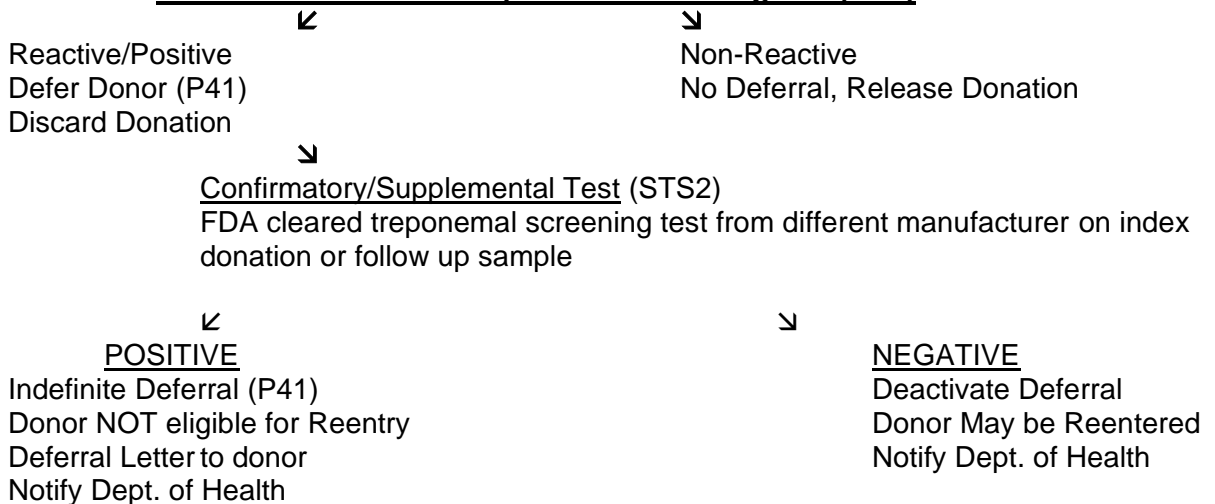 Reactive/Positive
Defer Donor (P41)
Discard Donation
Non-Reactive
No Deferral, Release Donation
Confirmatory/Supplemental Test (STS2)
FDA cleared treponemal screening test from different manufacturer on index
donation or follow up sample
POSITIVE
Indefinite Deferral (P41)
Donor NOT eligible for Reentry
Deferral Letter to donor
Notify Dept. of Health
NEGATIVE
Deactivate Deferral
Donor May be Reentered
Notify Dept. of Health